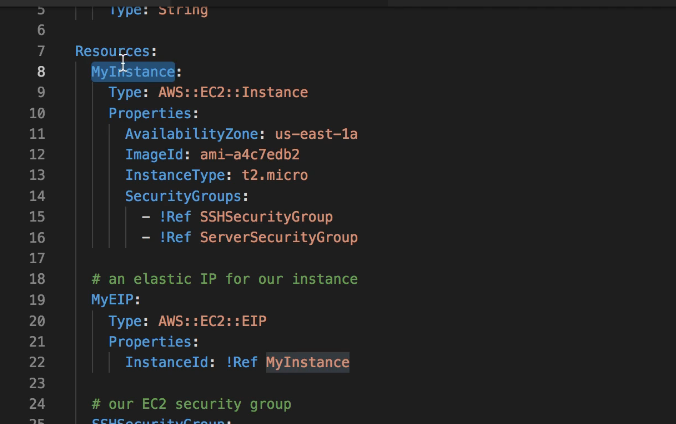 5 Type: String
6
7 Resources:
8 MyInstance:
9 Type: AWS::EC2::Instance
10 Properties:
11 AvailabilityZone: us-east-1a
12 ImageId: ami-a4c7edb2
13 InstanceType: t2.micro
14 SecurityGroups:
15 - !Ref SSHSecurityGroup
16 - !Ref ServerSecurityGroup
17
18 # an elastic IP for our instance
19 MyEIP:
20 Type: AWS::EC2::EIP
21 Properties:
22 InstanceId: !Ref MyInstance
23
24 # our EC2 security group
25 SSHSecurityGroup: